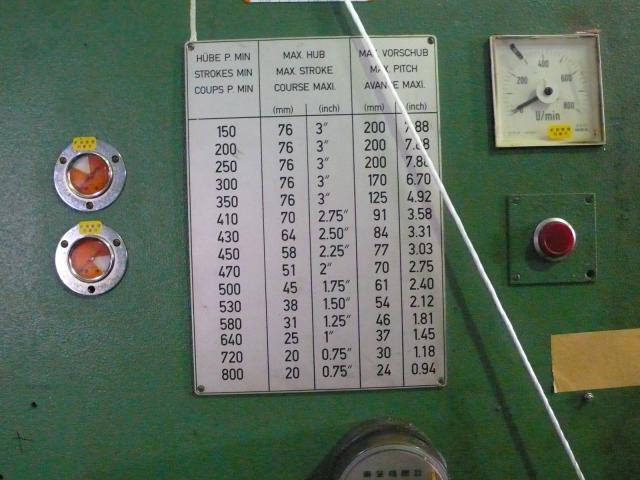 HÜBE P. MIN MAX. HUB MAX. VORSCHUB
STROKES MIN MAX. STROKE MAX. PITCH
COUPS P. MIN COURSE MAXI. AVANCE MAXI.
(mm) (inch) (mm) (inch)
150 76 3" 200 7.88
200 76 3" 200 7.88
250 76 3" 200 7.88
300 76 3" 170 6.70
350 76 3" 125 4.92
410 70 2.75" 91 3.58
430 64 2.50" 84 3.31
450 58 2.25" 77 3.03
470 51 2" 70 2.75
500 45 1.75" 61 2.40
530 38 1.50" 54 2.12
580 31 1.25" 46 1.81
640 25 1" 37 1.45
720 20 0.75" 30 1.18
800 20 0.75" 24 0.94
0 200 400 600 800
U/min